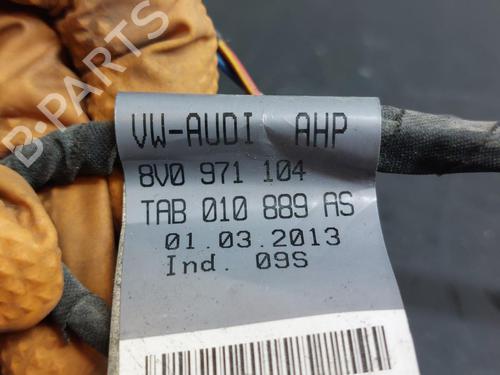 B-PARTS
VW-AUDI AHP
8V0 971 104
TAB 010 889 AS
01.03.2013
Ind. 09S